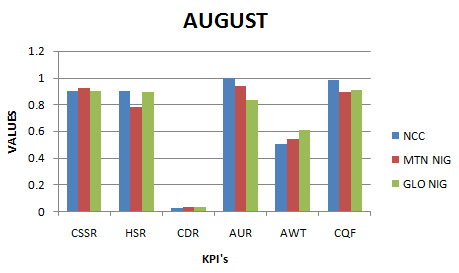 AUGUST
1.2
1
0.8
0.6
0.4
0.2
0
VALUES
CSSR HSR CDR AUR AWT CQF
KPI's
NCC
MTN NIG
GLO NIG